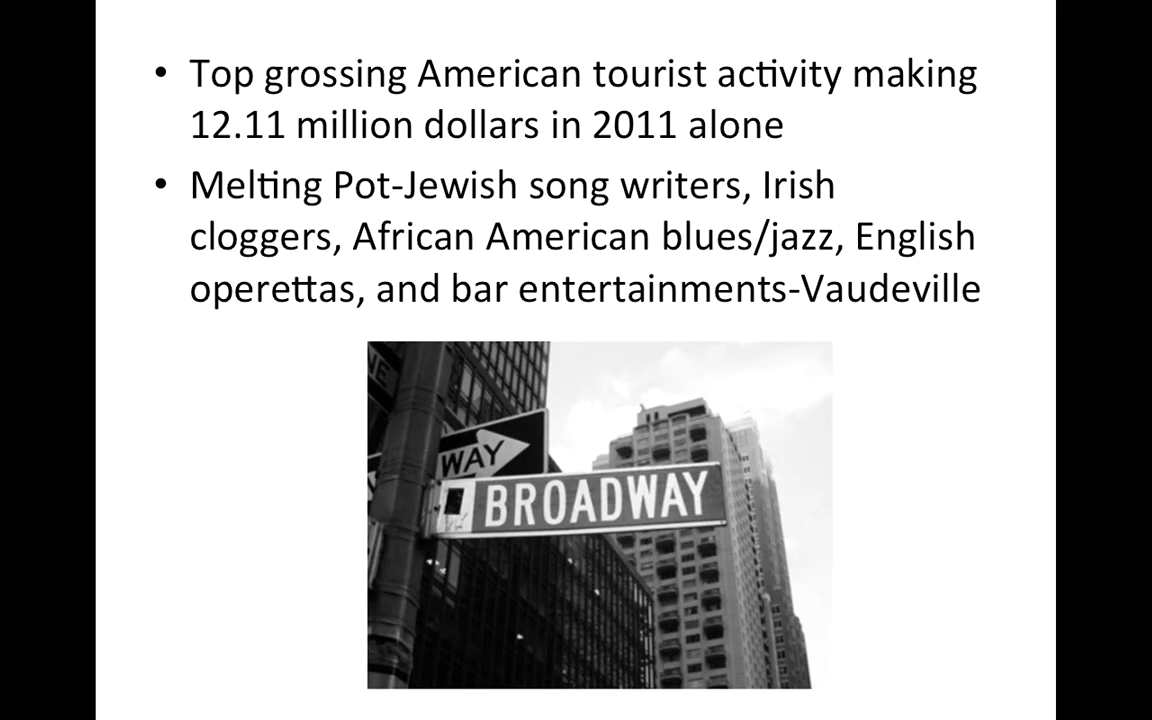 • Top grossing American tourist activity making
12.11 million dollars in 2011 alone
• Melting Pot-Jewish song writers, Irish
cloggers, African American blues/jazz, English
operettas, and bar entertainments-Vaudeville
NE
WAY
BROADWAY